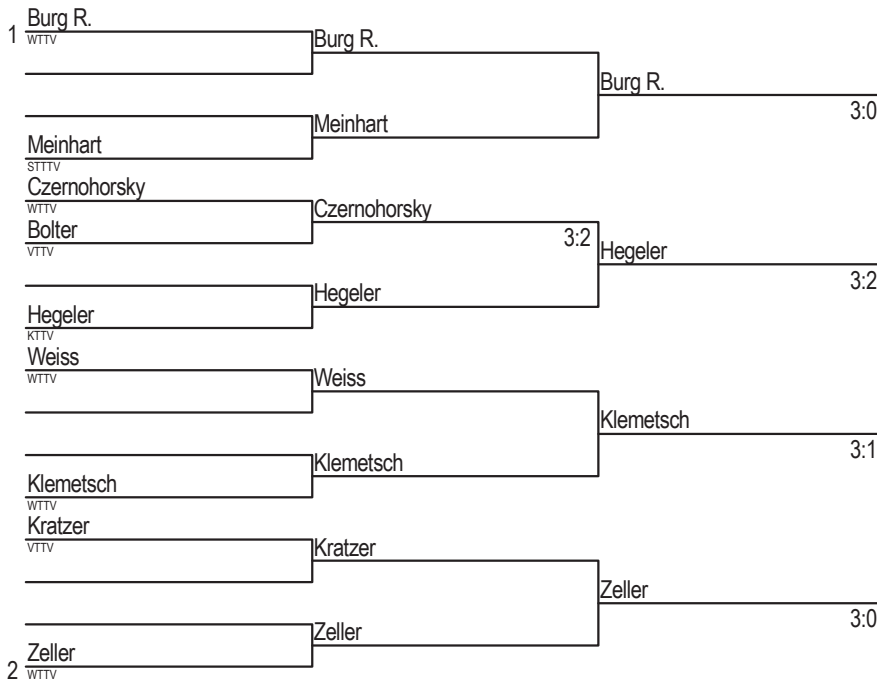 Burg R.
1 WTTV
Burg R.
Burg R.
3:0
Meinhart
Meinhart
STTTV
Czernohorsky
WTTV
Czernohorsky
Bolter
VTTV
3:2
Hegeler
3:2
Hegeler
Hegeler
KTTV
Weiss
WTTV
Weiss
Klemetsch
3:1
Klemetsch
Klemetsch
WTTV
Kratzer
VTTV
Kratzer
Zeller
3:0
Zeller
Zeller
2 WTTV